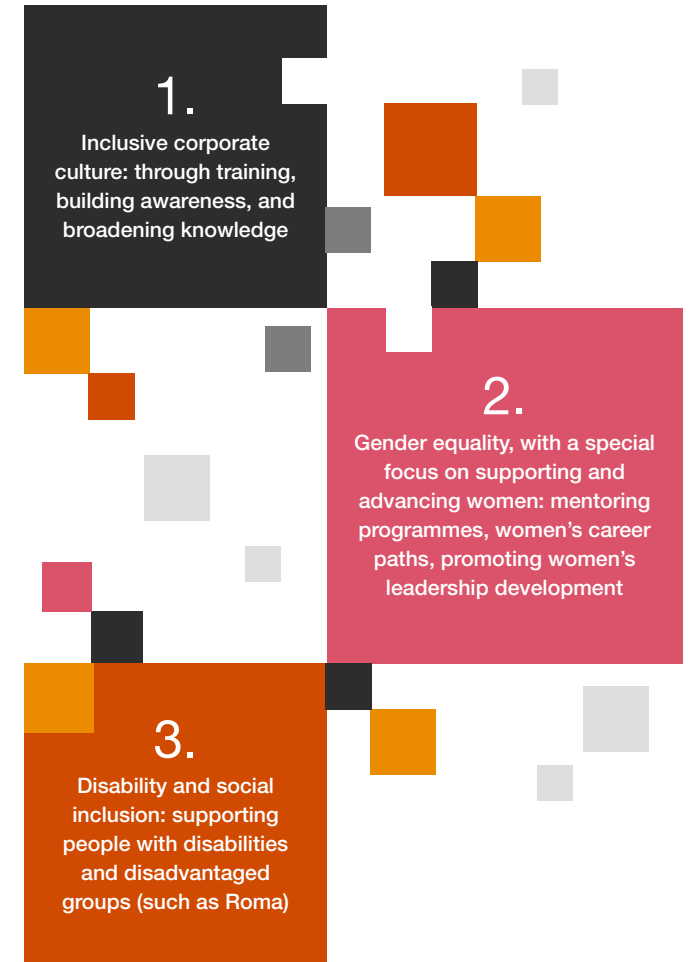 1.
Inclusive corporate
culture: through training,
building awareness, and
broadening knowledge
2.
Gender equality, with a special
focus on supporting and
advancing women: mentoring
programmes, women’s career
paths, promoting women’s
leadership development
3.
Disability and social
inclusion: supporting
people with disabilities
and disadvantaged
groups (such as Roma)